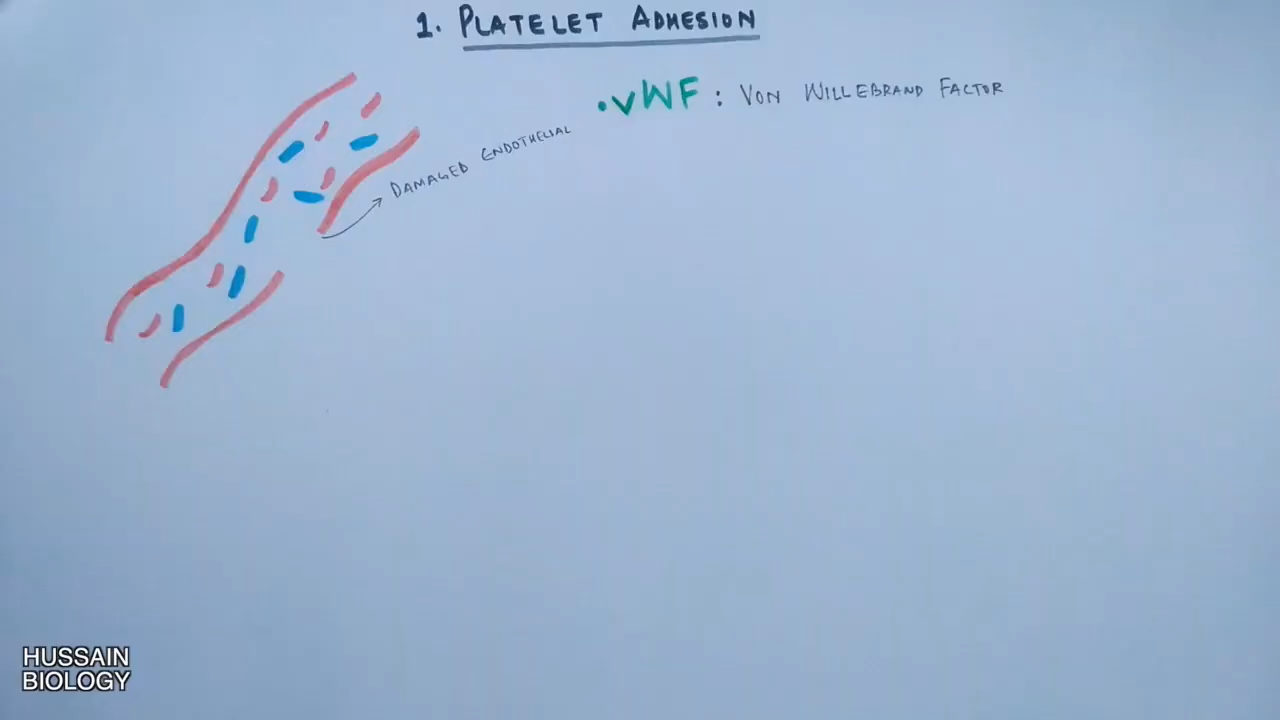 1. PLATELET ADHESION
• vWF : VON WILLEBRAND FACTOR
DAMAGED ENDOTHELIAL
HUSSAIN
BIOLOGY